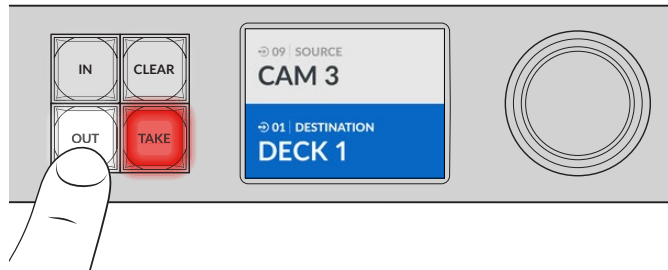 IN
CLEAR
OUT
TAKE
09 | SOURCE
CAM 3
01 | DESTINATION
DECK 1